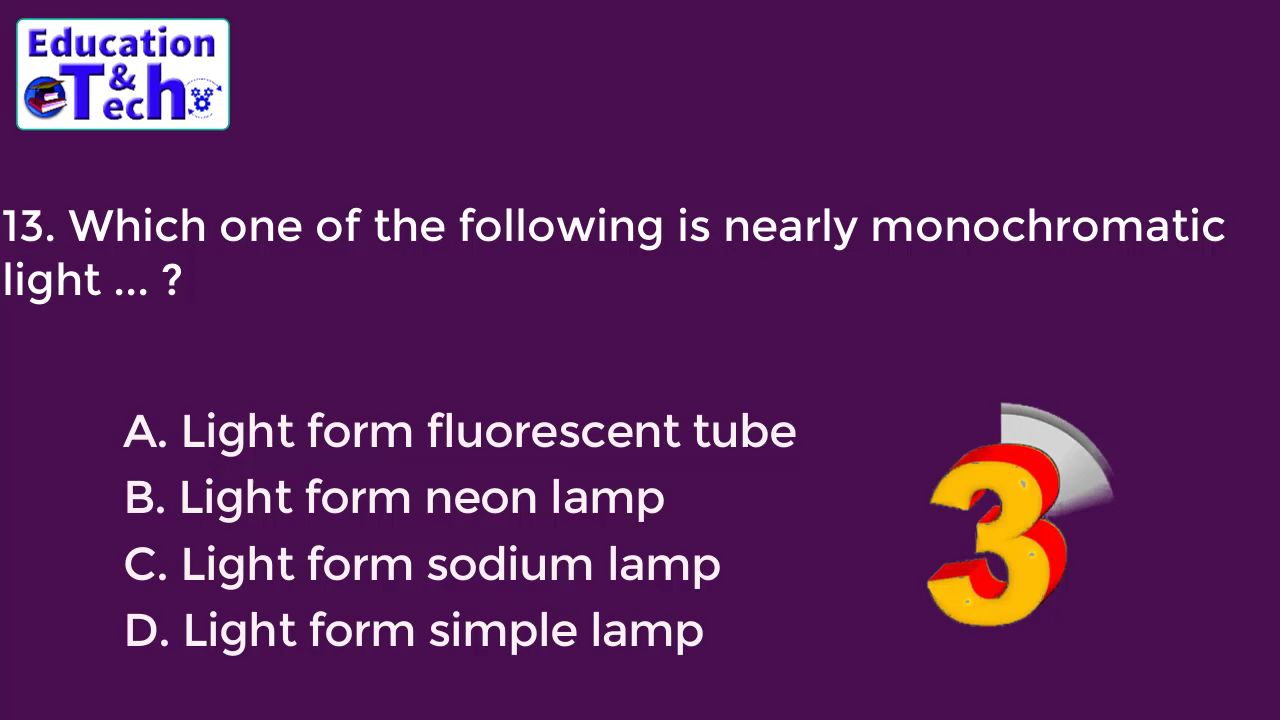 Education
&
Tech
13. Which one of the following is nearly monochromatic
light ... ?
A. Light form fluorescent tube
B. Light form neon lamp
C. Light form sodium lamp
D. Light form simple lamp
3